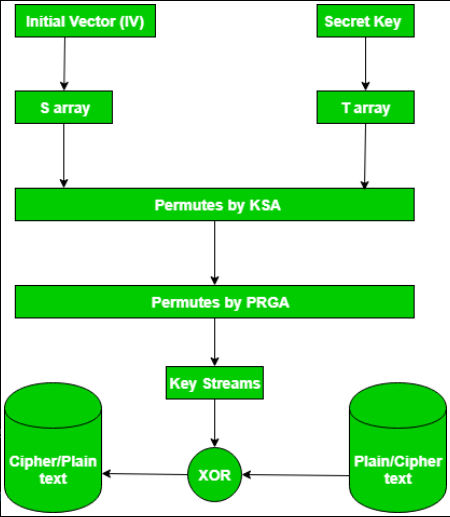 Initial Vector (IV)
Secret Key
S array
T array
Permutes by KSA
Permutes by PRGA
Key Streams
Cipher/Plain
text
XOR
Plain/Cipher
text